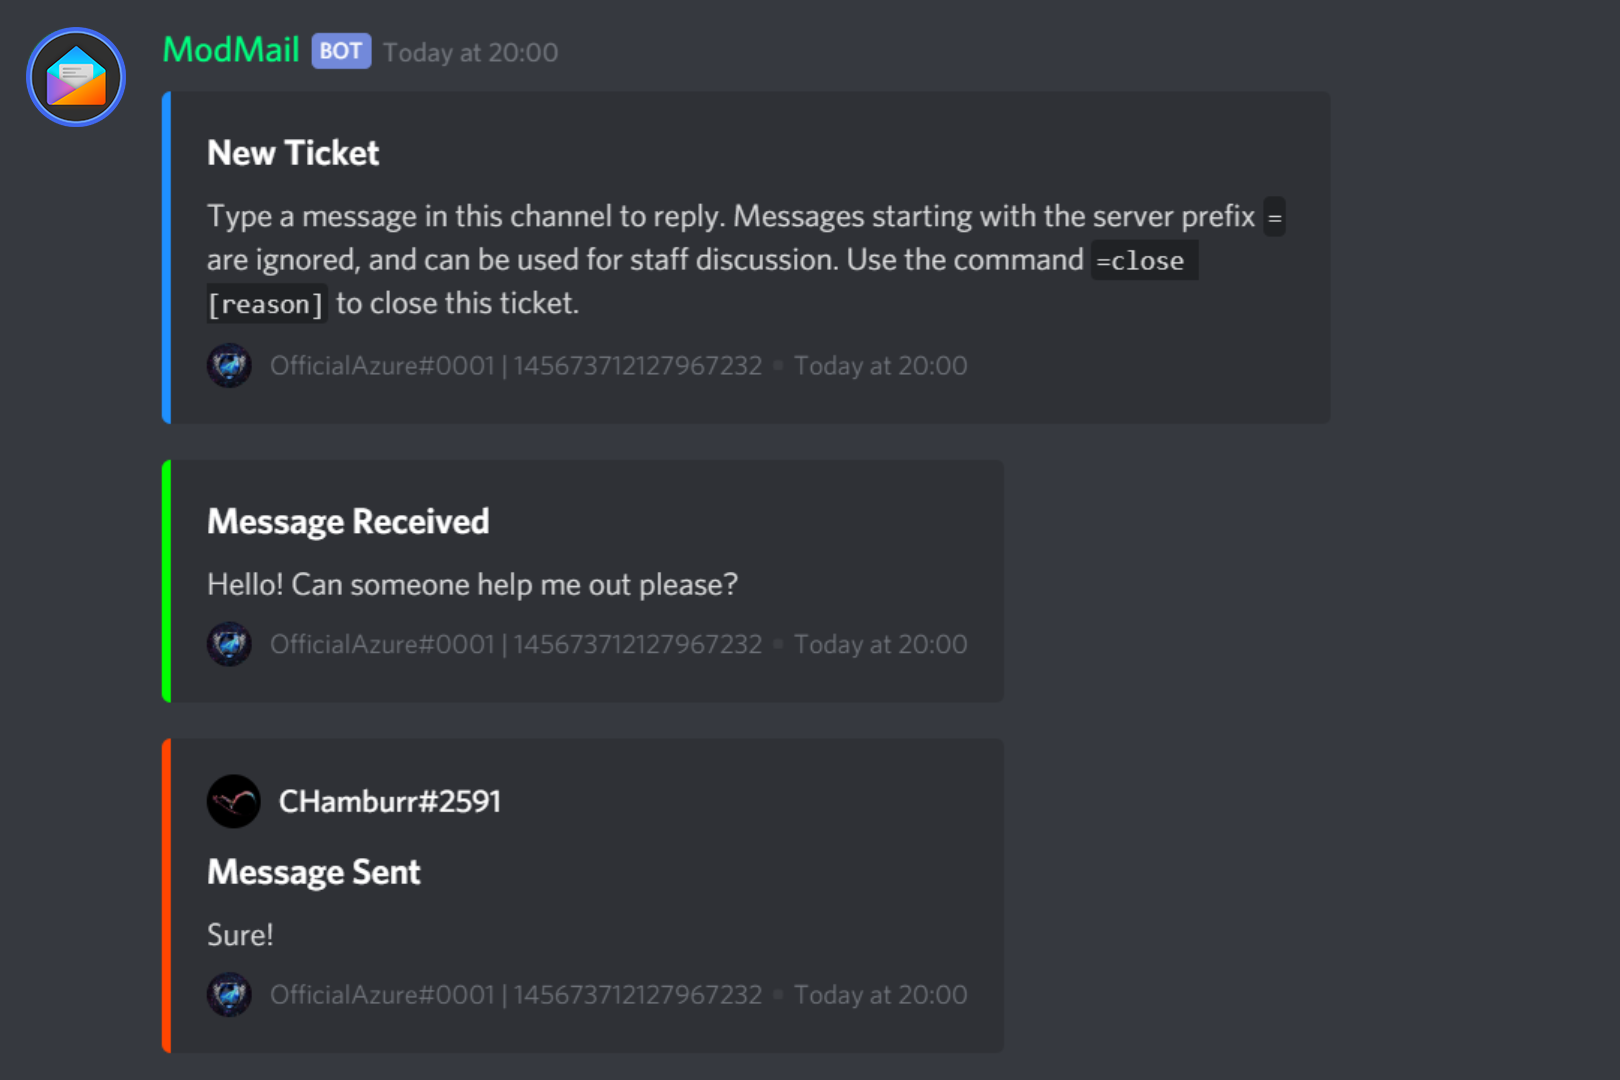 ModMail BOT Today at 20:00
New Ticket
Type a message in this channel to reply. Messages starting with the server prefix =
are ignored, and can be used for staff discussion. Use the command =close
[reason] to close this ticket.
OfficialAzure#0001 | 145673712127967232 ▪ Today at 20:00
Message Received
Hello! Can someone help me out please?
OfficialAzure#0001 | 145673712127967232 ▪ Today at 20:00
CHamburr#2591
Message Sent
Sure!
OfficialAzure#0001 | 145673712127967232 ▪ Today at 20:00